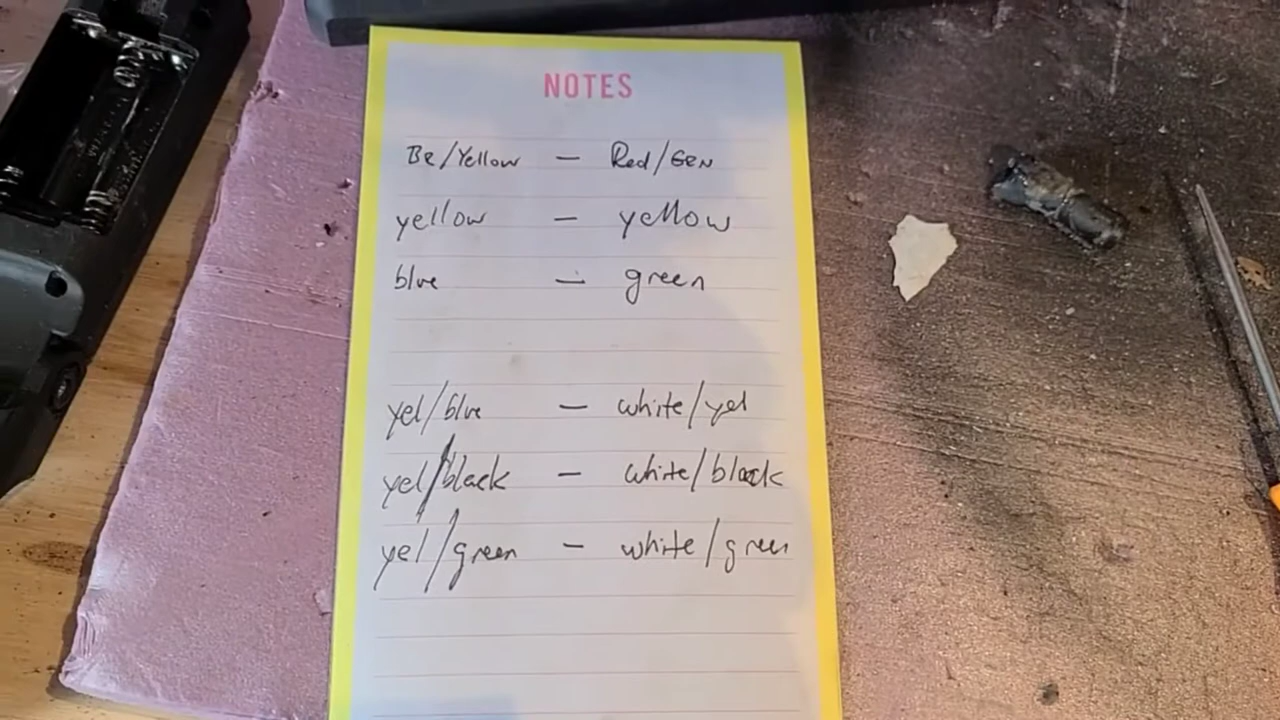 NOTES
Br/Yellow — Red/GRN
yellow — yellow
blue — green
yel/blue — white/yel
yel/black — white/black
yel/green — white/green